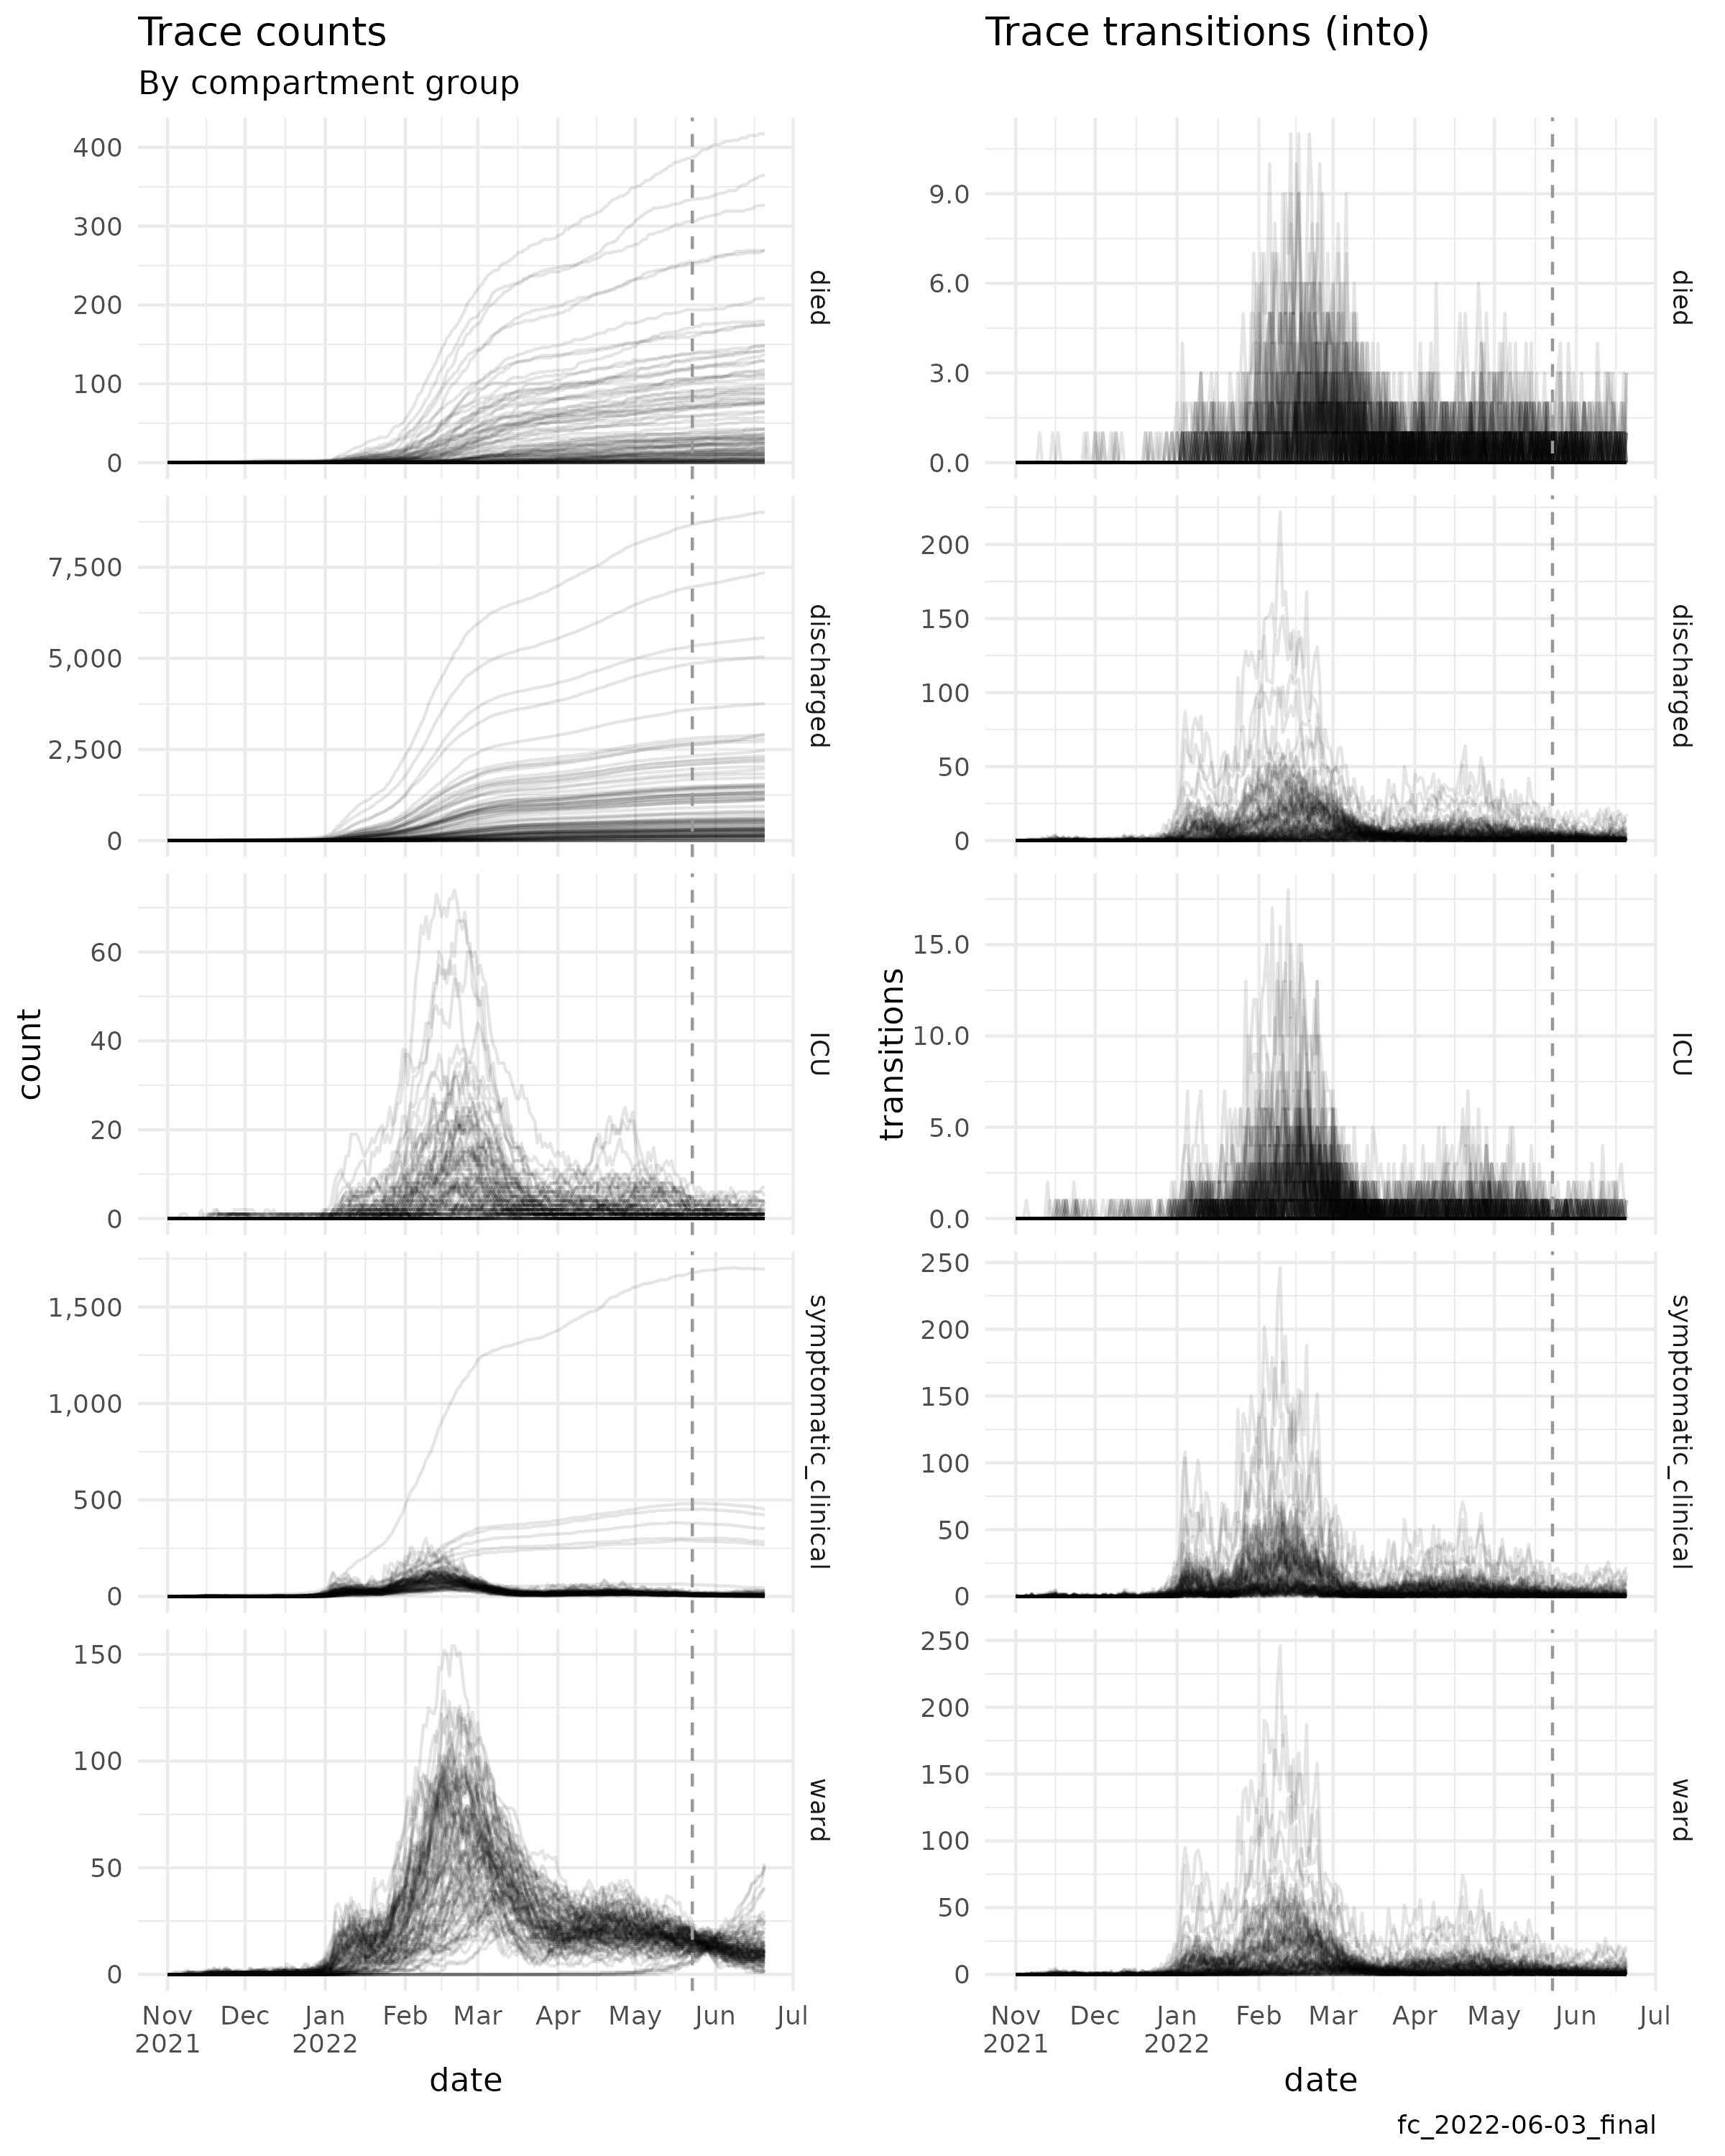 Trace counts
By compartment group
Trace transitions (into)
count
400
300
200
100
0
died
7,500
5,000
2,500
0
discharged
60
40
20
0
ICU
1,500
1,000
500
0
symptomatic_clinical
150
100
50
0
ward
Nov Dec Jan Feb Mar Apr May Jun Jul
2021 2022
date
transitions
9.0
6.0
3.0
0.0
died
200
150
100
50
0
discharged
15.0
10.0
5.0
0.0
ICU
250
200
150
100
50
0
symptomatic_clinical
250
200
150
100
50
0
ward
Nov Dec Jan Feb Mar Apr May Jun Jul
2021 2022
date
fc_2022-06-03_final